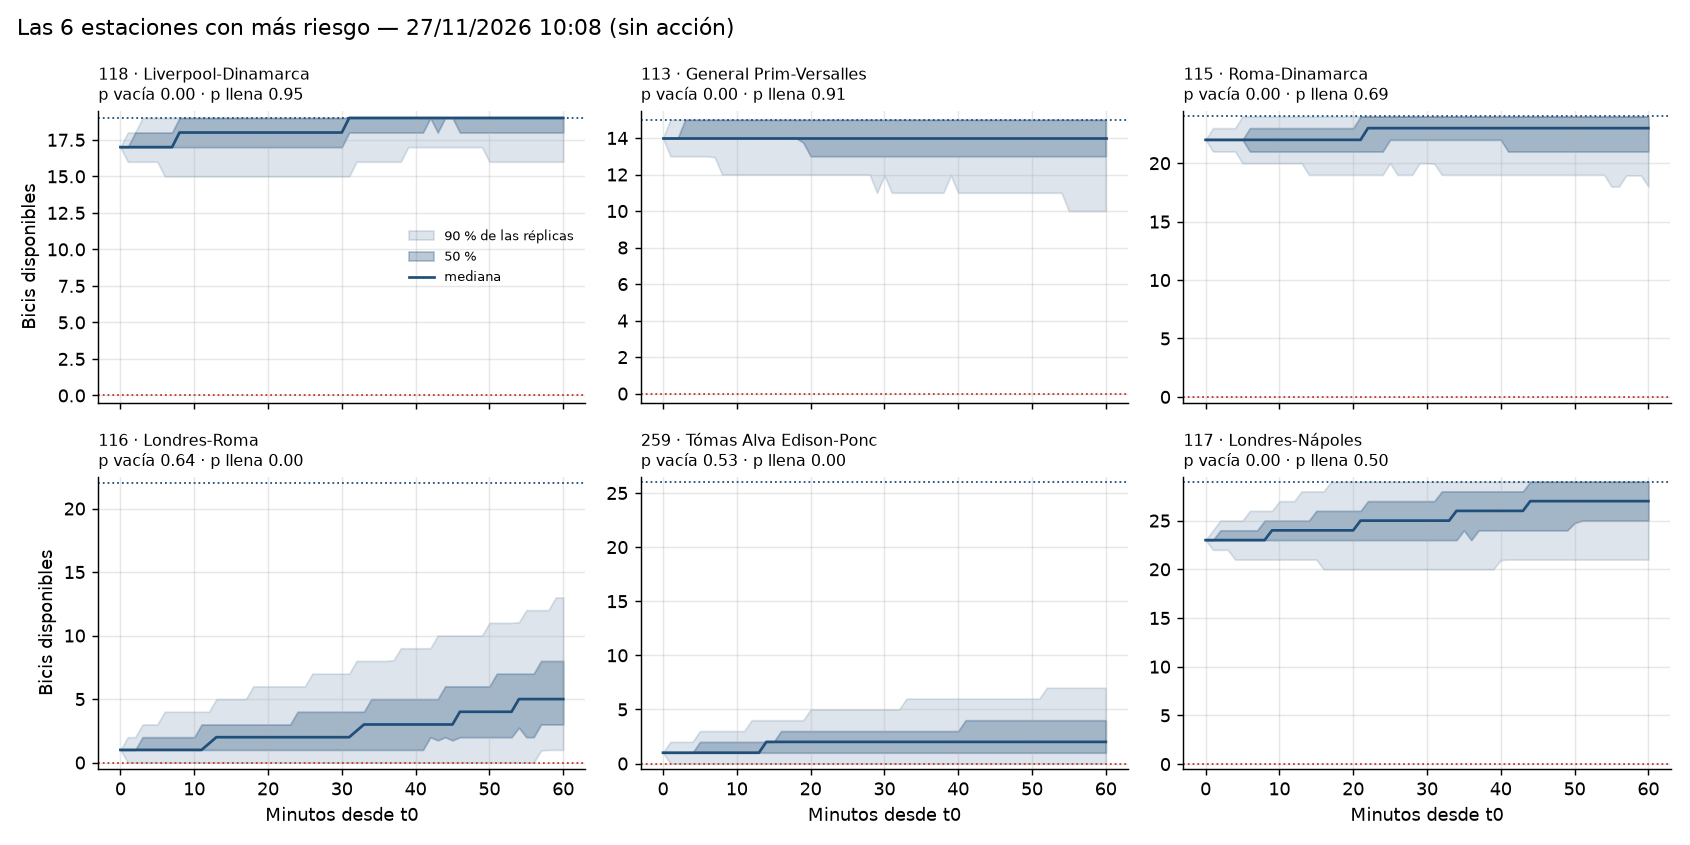 Las 6 estaciones con más riesgo — 27/11/2026 10:08 (sin acción)
118 · Liverpool-Dinamarca
p vacía 0.00 · p llena 0.95
113 · General Prim-Versalles
p vacía 0.00 · p llena 0.91
115 · Roma-Dinamarca
p vacía 0.00 · p llena 0.69
Bicis disponibles
17.5
15.0
12.5
10.0
7.5
5.0
2.5
0.0
90 % de las réplicas
50 %
mediana
14
12
10
8
6
4
2
0
20
15
10
5
0
116 · Londres-Roma
p vacía 0.64 · p llena 0.00
259 · Tómas Alva Edison-Ponc
p vacía 0.53 · p llena 0.00
117 · Londres-Nápoles
p vacía 0.00 · p llena 0.50
Bicis disponibles
20
15
10
5
0
25
20
15
10
5
0
25
20
15
10
5
0
0 10 20 30 40 50 60
0 10 20 30 40 50 60
0 10 20 30 40 50 60
Minutos desde t0
Minutos desde t0
Minutos desde t0